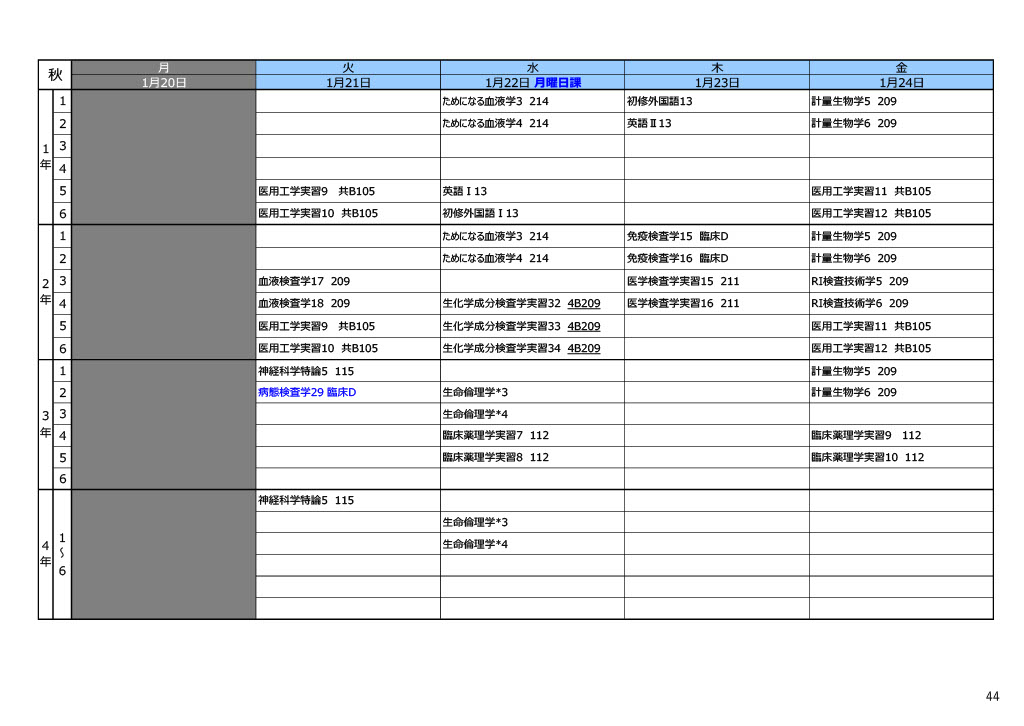 秋 月 火 水 木 金
1月20日 1月21日 1月22日 月曜日課 1月23日 1月24日
1年
1 ためになる血液学3 214 初修外国語13 計量生物学5 209
2 ためになる血液学4 214 英語Ⅱ13 計量生物学6 209
3
4
5 医用工学実習9 共B105 英語Ⅰ13 医用工学実習11 共B105
6 医用工学実習10 共B105 初修外国語Ⅰ13 医用工学実習12 共B105
2年
1 ためになる血液学3 214 免疫検査学15 臨床D 計量生物学5 209
2 ためになる血液学4 214 免疫検査学16 臨床D 計量生物学6 209
3 血液検査学17 209 医学検査学実習15 211 RI検査技術学5 209
4 血液検査学18 209 生化学成分検査学実習32 4B209 医学検査学実習16 211 RI検査技術学6 209
5 医用工学実習9 共B105 生化学成分検査学実習33 4B209 医用工学実習11 共B105
6 医用工学実習10 共B105 生化学成分検査学実習34 4B209 医用工学実習12 共B105
3年
1 神経科学特論5 115 計量生物学5 209
2 病態検査学29 臨床D 生命倫理学*3 計量生物学6 209
3 生命倫理学*4
4 臨床薬理学実習7 112 臨床薬理学実習9 112
5 臨床薬理学実習8 112 臨床薬理学実習10 112
6
4年
1～6
神経科学特論5 115
生命倫理学*3
生命倫理学*4
44